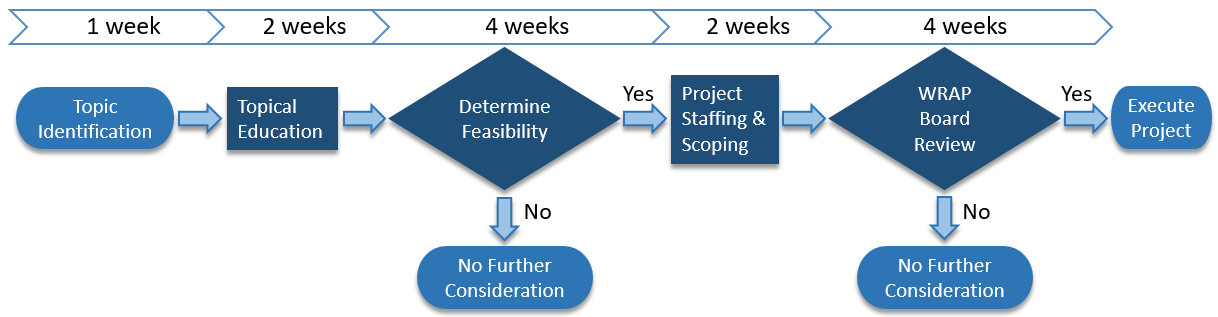 1 week
2 weeks
4 weeks
2 weeks
4 weeks
Topic
Identification
Topical
Education
Determine
Feasibility
Yes
Project
Staffing &
Scoping
WRAP
Board
Review
Yes
Execute
Project
No
No
No Further
Consideration
No Further
Consideration